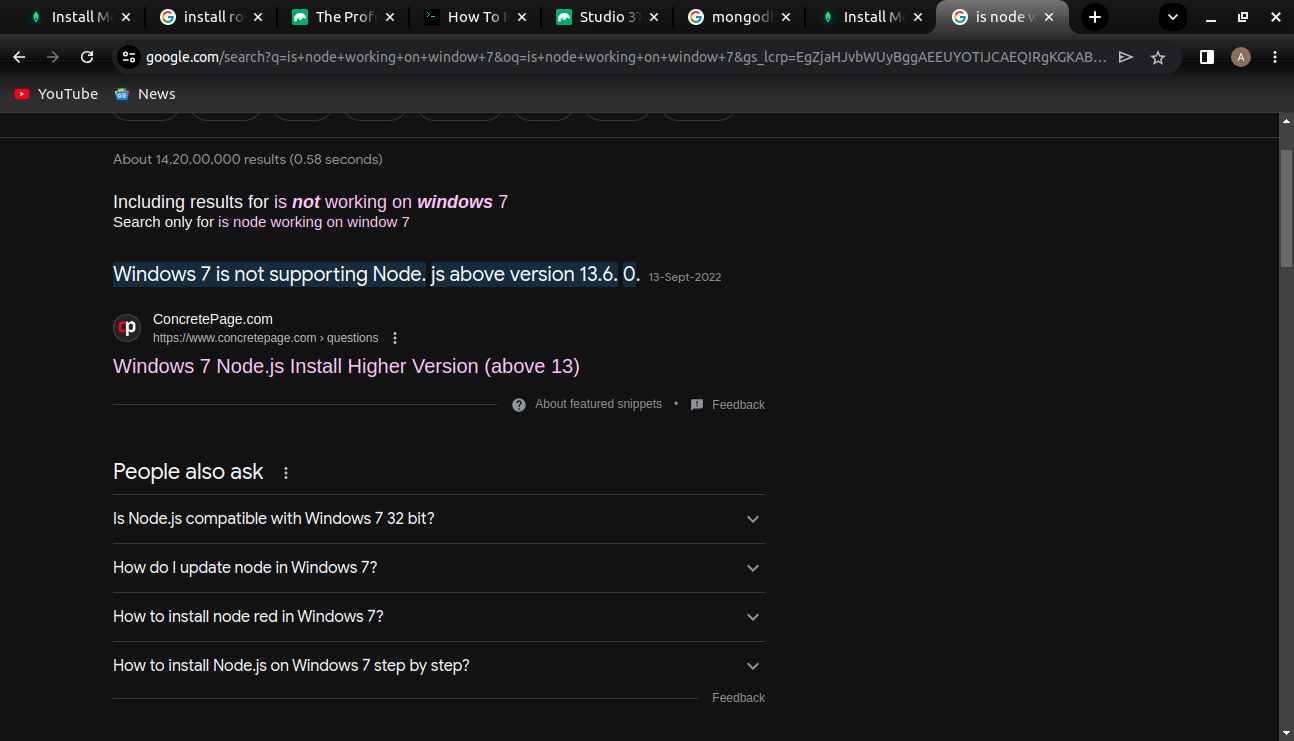 Install M
install ro
The Prof
How To I
Studio 3T
mongod
Install M
is node w
google.com/search?q=is+node+working+on+window+7&oq=is+node+working+on+window+7&gs_lcrp=EgZjaHJvbWUyBggAEEUYOTIJCAEQIRgKGKAB...
A
YouTube
News
About 14,20,00,000 results (0.58 seconds)
Including results for is not working on windows 7
Search only for is node working on window 7
Windows 7 is not supporting Node. js above version 13.6. 0. 13-Sept-2022
cp
ConcretePage.com
https://www.concretepage.com › questions
Windows 7 Node.js Install Higher Version (above 13)
About featured snippets • Feedback
People also ask
Is Node.js compatible with Windows 7 32 bit?
How do I update node in Windows 7?
How to install node red in Windows 7?
How to install Node.js on Windows 7 step by step?
Feedback